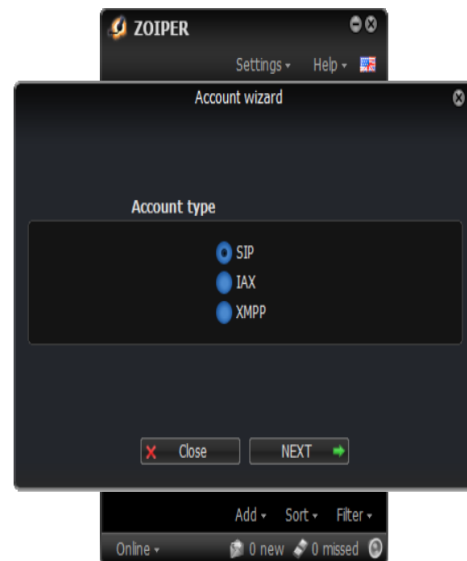 ZOIPER
Settings Help
Account wizard
Account type
SIP
IAX
XMPP
Close NEXT
Add Sort Filter
Online 0 new 0 missed